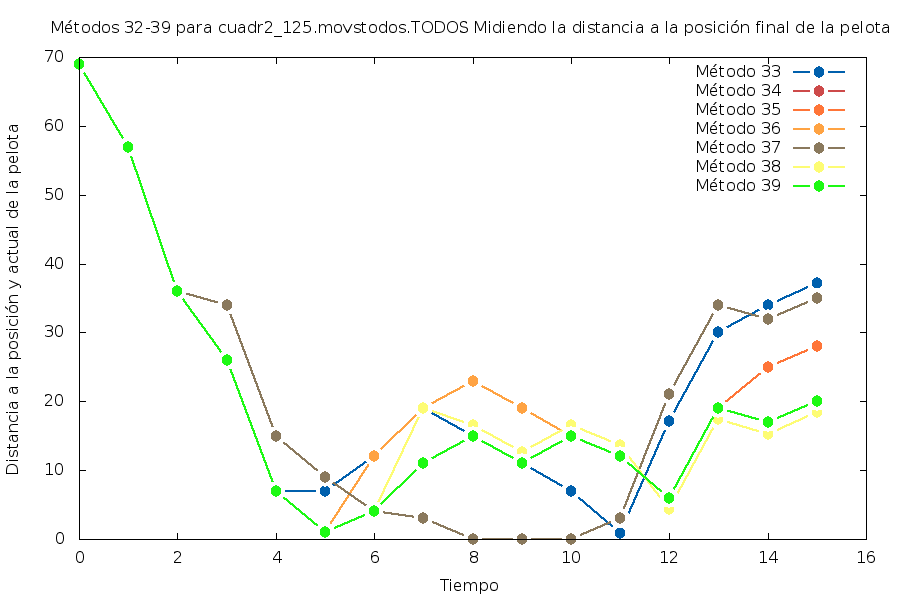 Métodos 32-39 para cuadr2_125.movstodos.TODOS Midiendo la distancia a la posición final de la pelota
Distancia a la posición y actual de la pelota
70
60
50
40
30
20
10
0
Método 33
Método 34
Método 35
Método 36
Método 37
Método 38
Método 39
0 2 4 6 8 10 12 14 16
Tiempo